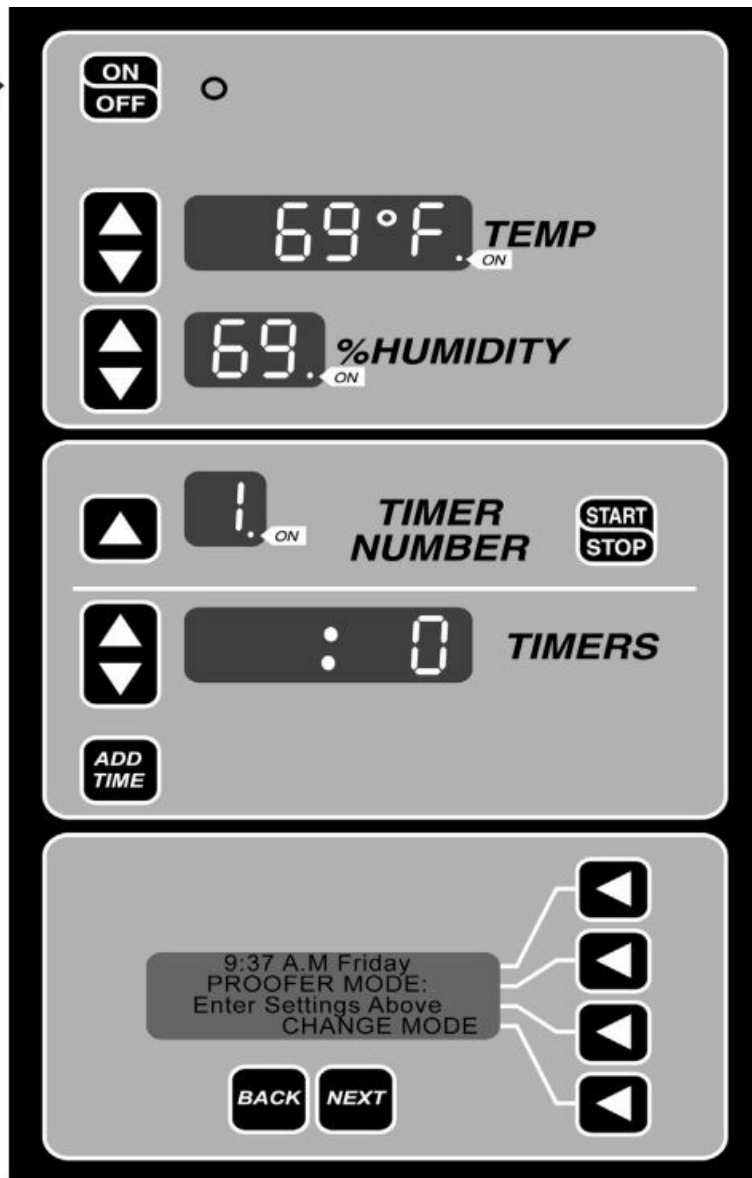 ON
OFF
69°F. TEMP
ON
69. %HUMIDITY
ON
1. TIMER
NUMBER
ON
START
STOP
: 0 TIMERS
ADD
TIME
9:37 A.M Friday
PROOFER MODE:
Enter Settings Above
CHANGE MODE
BACK NEXT